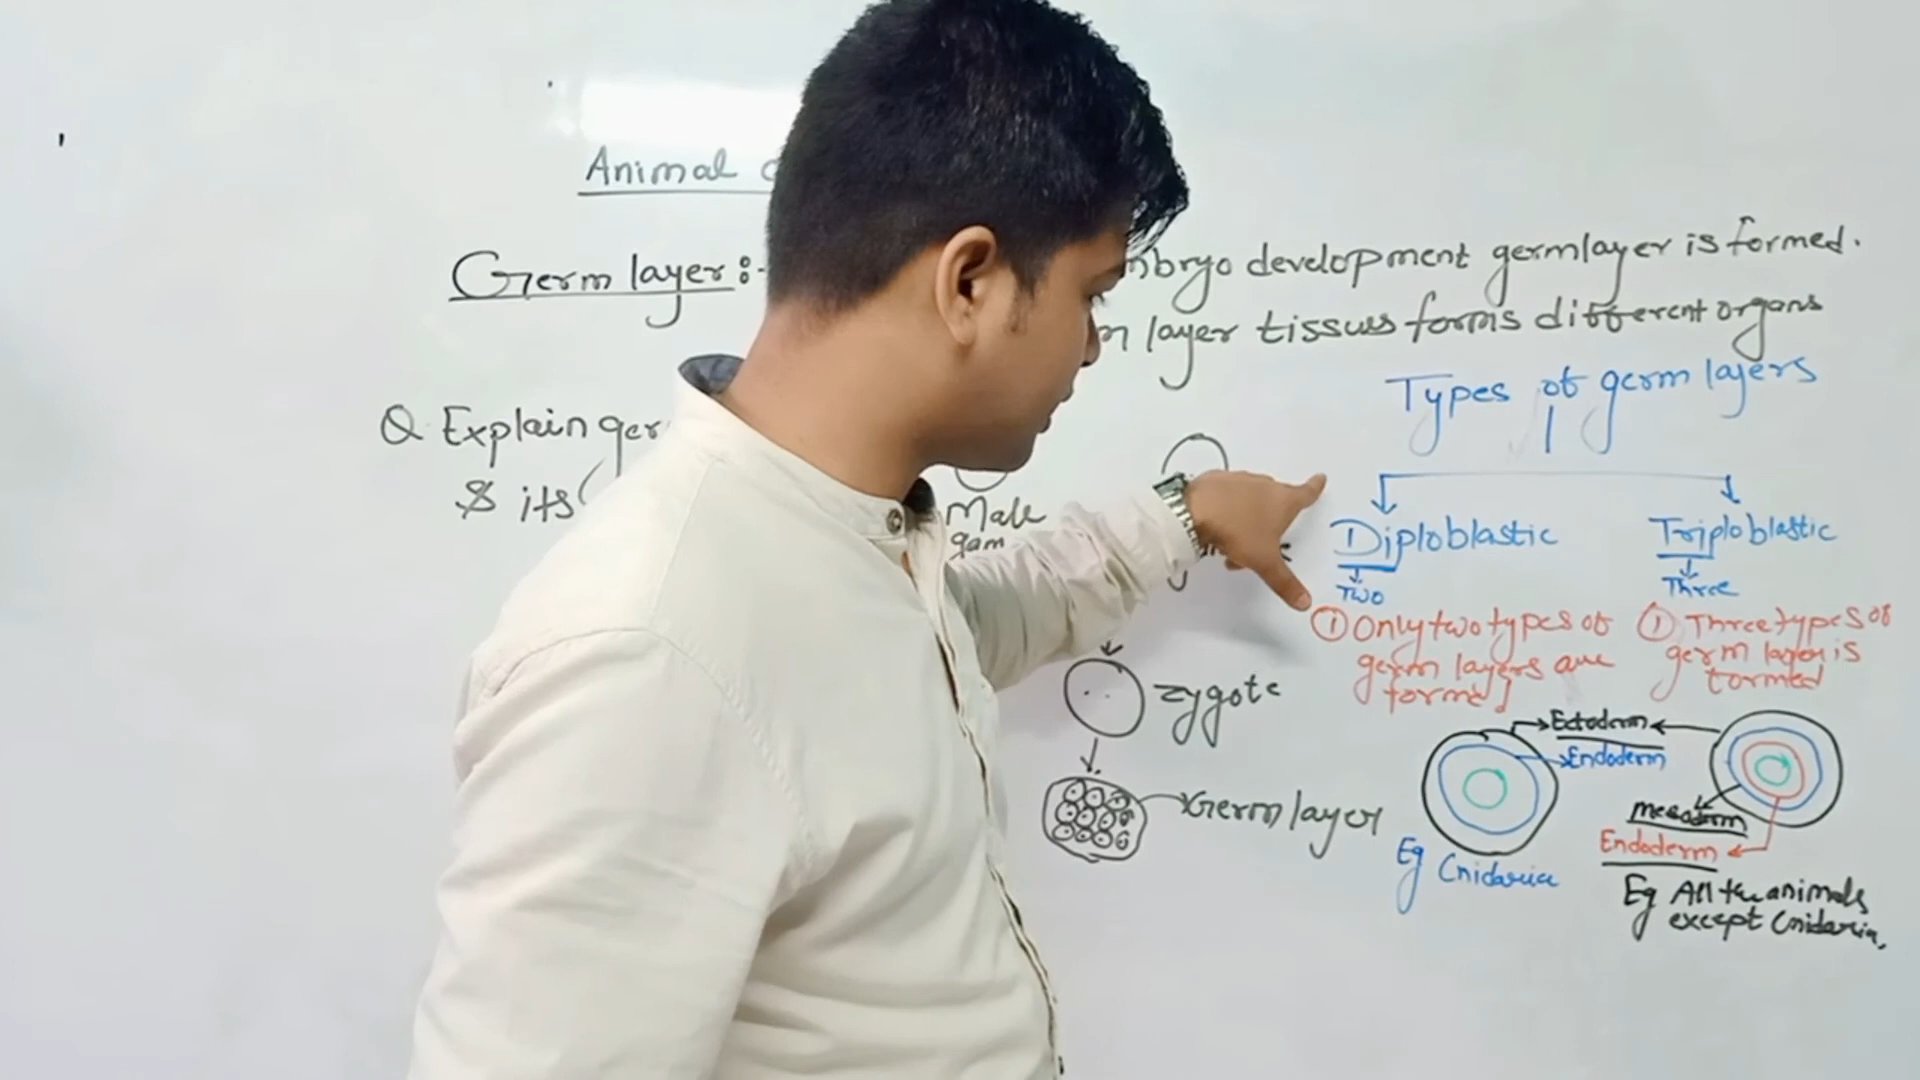 Animal
Germ layer:-
embryo development germlayer is formed.
layer tissues forms different organs
Types of germ layers
Q Explain ger
& its
Male
gam
Diploblastic
Triploblastic
Two
Three
① Only two types of
germ layers are
formed
① Three types of
germ layer is
formed
zygote
Germ layer
Ectoderm
Endoderm
mesoderm
Endoderm
Eg Cnidaria
Eg All the animals
except Cnidaria,